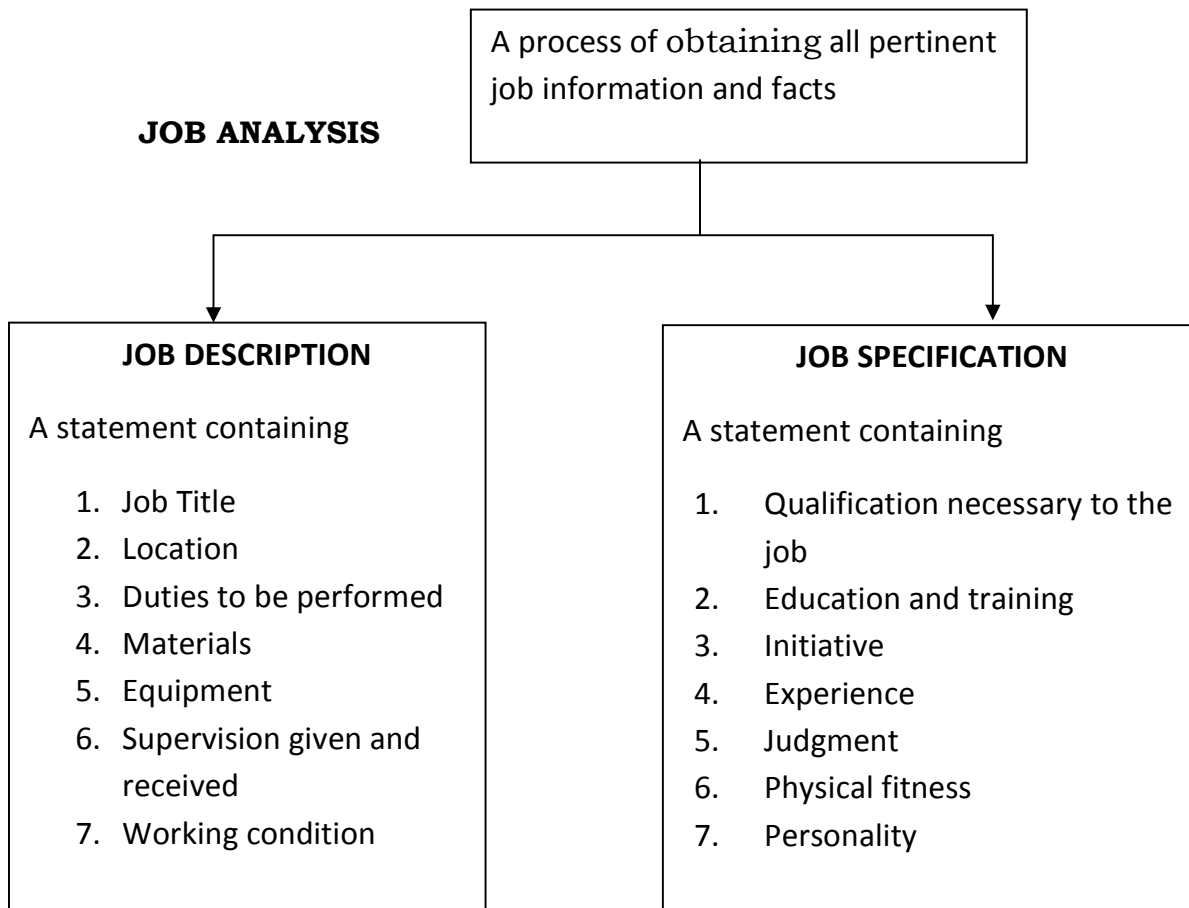 A process of obtaining all pertinent
job information and facts
JOB ANALYSIS
JOB DESCRIPTION
A statement containing
1. Job Title
2. Location
3. Duties to be performed
4. Materials
5. Equipment
6. Supervision given and
received
7. Working condition
JOB SPECIFICATION
A statement containing
1. Qualification necessary to the
job
2. Education and training
3. Initiative
4. Experience
5. Judgment
6. Physical fitness
7. Personality